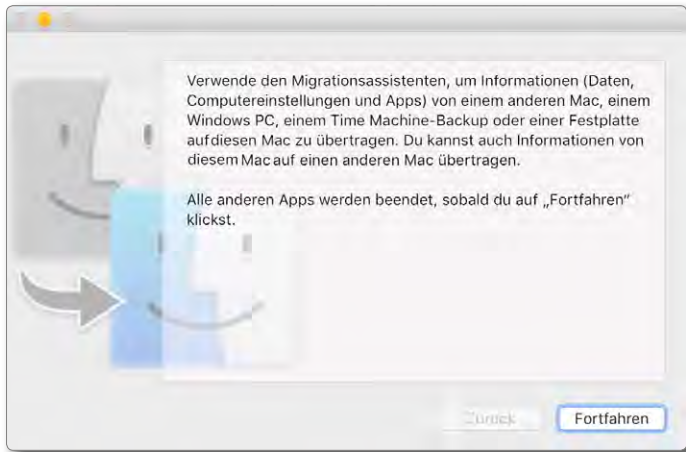 Verwende den Migrationsassistenten, um Informationen (Daten,
Computereinstellungen und Apps) von einem anderen Mac, einem
Windows PC, einem Time Machine-Backup oder einer Festplatte
auf diesen Mac zu übertragen. Du kannst auch Informationen von
diesem Mac auf einen anderen Mac übertragen.
Alle anderen Apps werden beendet, sobald du auf „Fortfahren“
klickst.
Zurück
Fortfahren